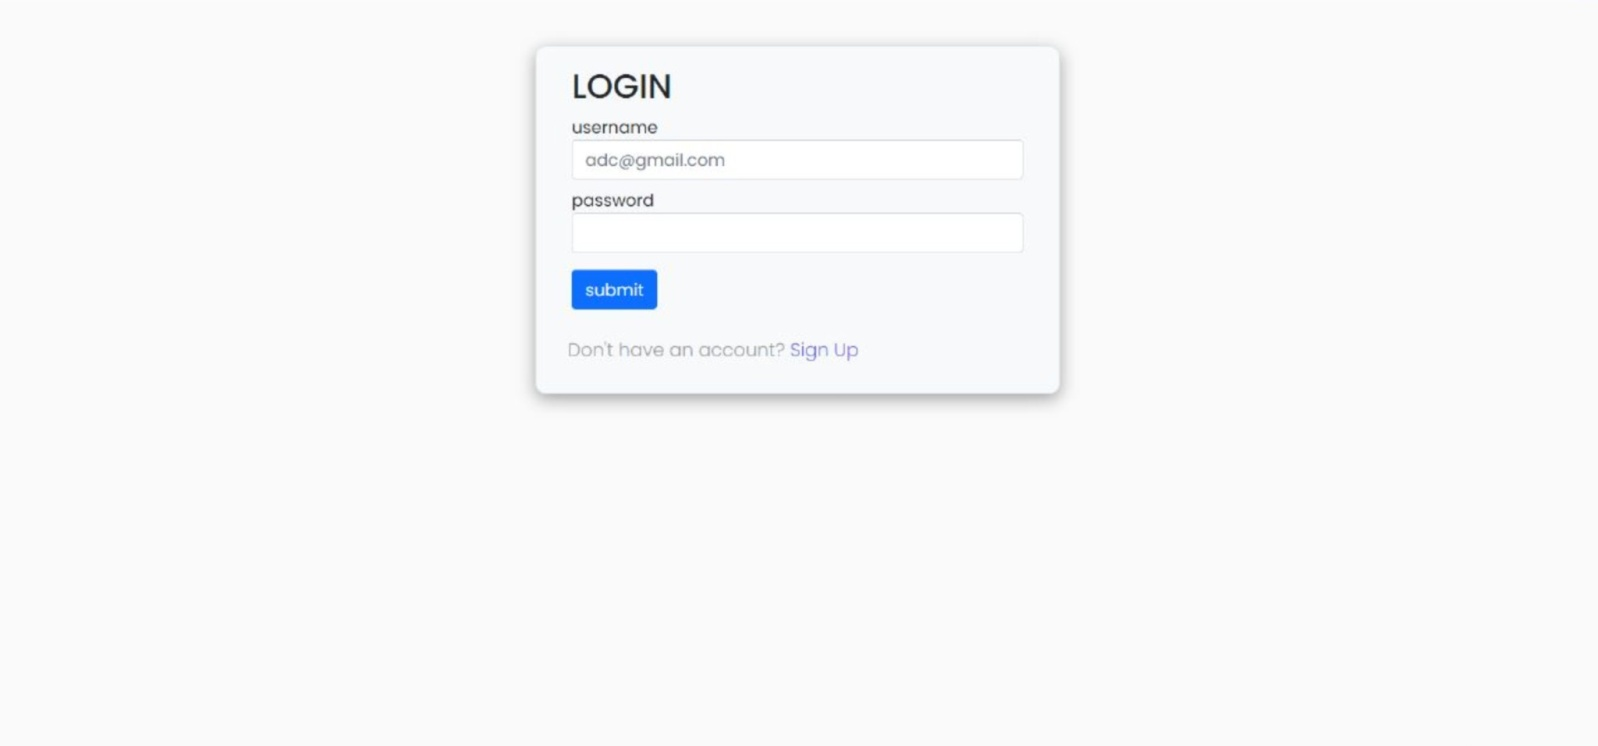 LOGIN
username
adc@gmail.com
password
submit
Don't have an account? Sign Up